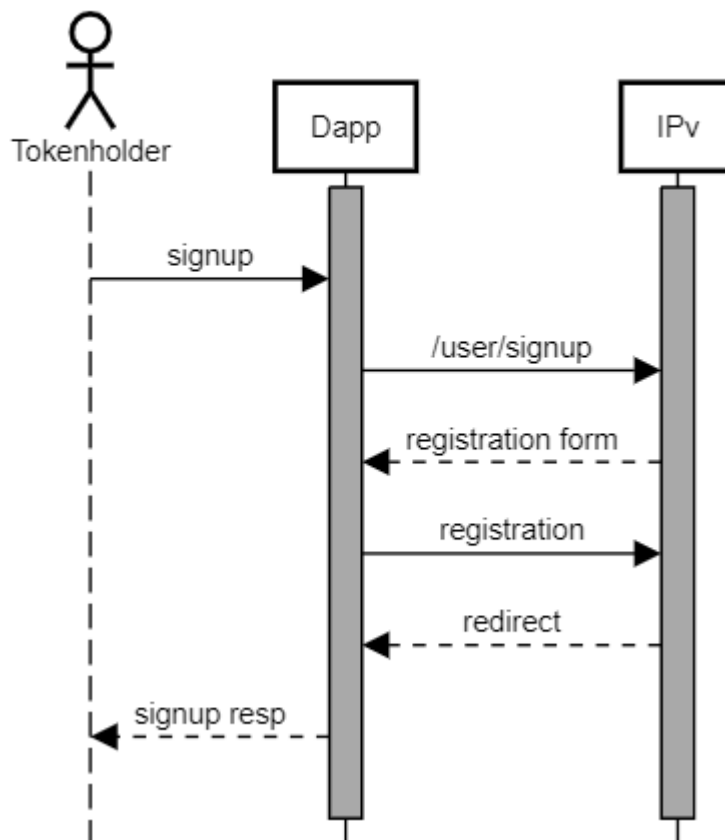 Tokenholder
Dapp
IPv
signup
/user/signup
registration form
registration
redirect
signup resp